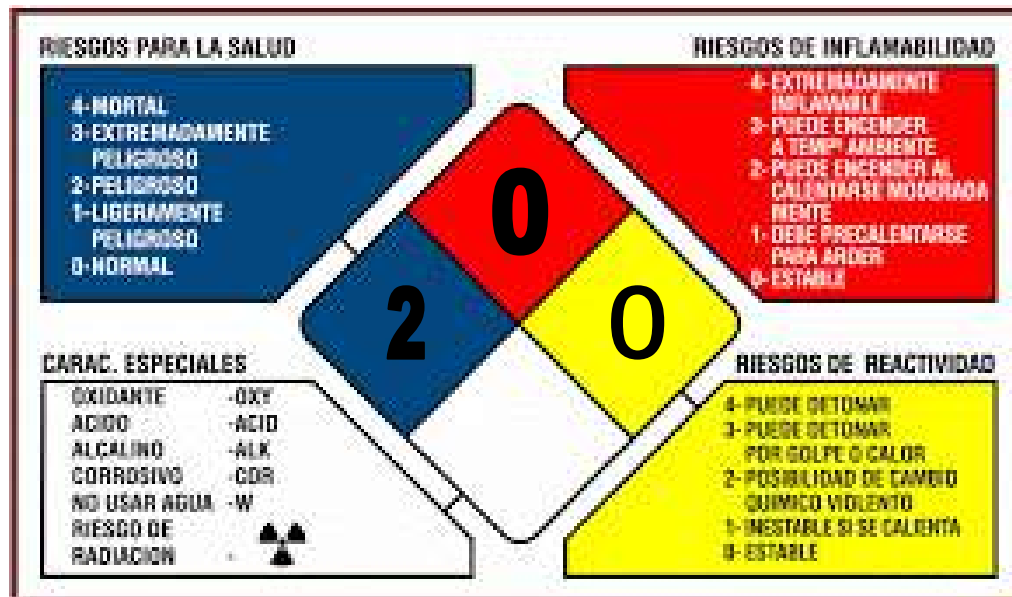 RIESGOS PARA LA SALUD
4-MORTAL
3-EXTREMADAMENTE
PELIGROSO
2-PELIGROSO
1-LIGERAMENTE
PELIGROSO
0-NORMAL
RIESGOS DE INFLAMABILIDAD
4-EXTREMADAMENTE
INFLAMABLE
3-PUEDE ENCENDER
A TEMPº AMBIENTE
2-PUEDE ENCENDER AL
CALENTARSE MODERADA
MENTE
1-DEBE PRECALENTARSE
PARA ARDER
0-ESTABLE
0
2
0
CARAC. ESPECIALES
OXIDANTE -OXY
ACIDO -ACID
ALCALINO -ALK
CORROSIVO -COR
NO USAR AGUA -W
RIESGO DE
RADIACION -
RIESGOS DE REACTIVIDAD
4-PUEDE DETONAR
3-PUEDE DETONAR
POR GOLPE O CALOR
2-POSIBILIDAD DE CAMBIO
QUIMICO VIOLENTO
1-INESTABLE SI SE CALIENTA
0-ESTABLE